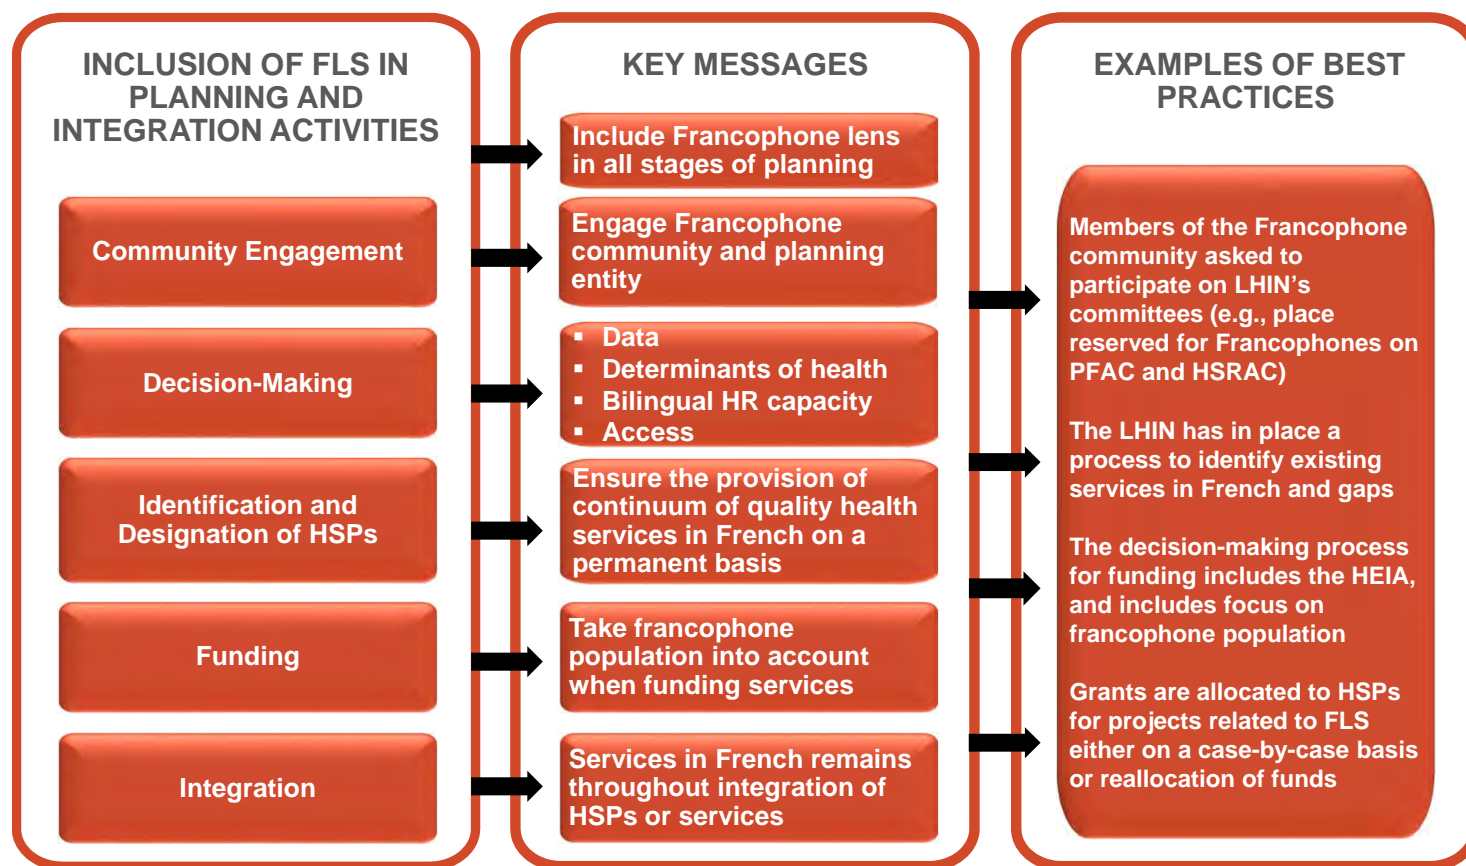 INCLUSION OF FLS IN
PLANNING AND
INTEGRATION ACTIVITIES
Community Engagement
Decision-Making
Identification and
Designation of HSPs
Funding
Integration
KEY MESSAGES
Include Francophone lens
in all stages of planning
Engage Francophone
community and planning
entity
▪ Data
▪ Determinants of health
▪ Bilingual HR capacity
▪ Access
Ensure the provision of
continuum of quality health
services in French on a
permanent basis
Take francophone
population into account
when funding services
Services in French remains
throughout integration of
HSPs or services
EXAMPLES OF BEST
PRACTICES
Members of the Francophone
community asked to
participate on LHIN’s
committees (e.g., place
reserved for Francophones on
PFAC and HSRAC)
The LHIN has in place a
process to identify existing
services in French and gaps
The decision-making process
for funding includes the HEIA,
and includes focus on
francophone population
Grants are allocated to HSPs
for projects related to FLS
either on a case-by-case basis
or reallocation of funds